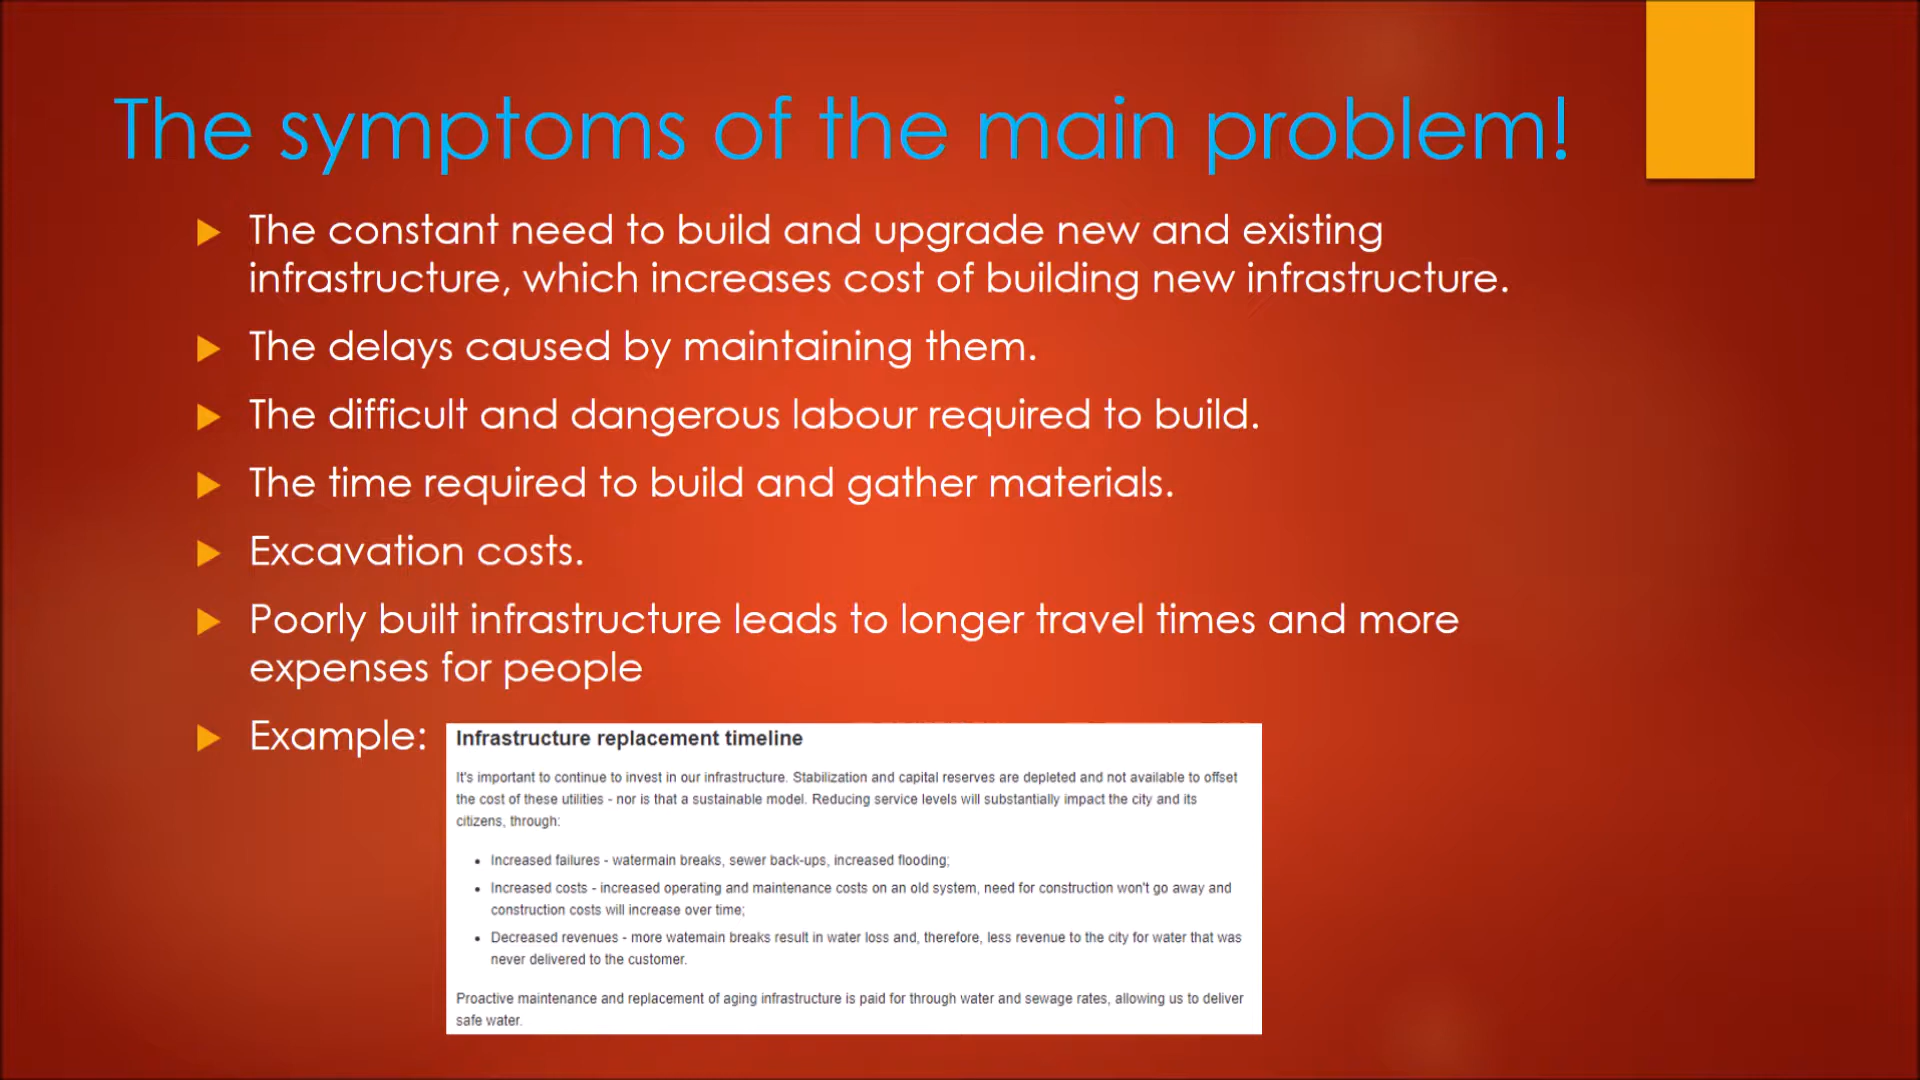 The symptoms of the main problem!
The constant need to build and upgrade new and existing
infrastructure, which increases cost of building new infrastructure.
The delays caused by maintaining them.
The difficult and dangerous labour required to build.
The time required to build and gather materials.
Excavation costs.
Poorly built infrastructure leads to longer travel times and more
expenses for people
Example:
Infrastructure replacement timeline
It's important to continue to invest in our infrastructure. Stabilization and capital reserves are depleted and not available to offset
the cost of these utilities - nor is that a sustainable model. Reducing service levels will substantially impact the city and its
citizens, through:
Increased failures - watermain breaks, sewer back-ups, increased flooding;
Increased costs - increased operating and maintenance costs on an old system, need for construction won't go away and
construction costs will increase over time;
Decreased revenues - more watemain breaks result in water loss and, therefore, less revenue to the city for water that was
never delivered to the customer.
Proactive maintenance and replacement of aging infrastructure is paid for through water and sewage rates, allowing us to deliver
safe water.